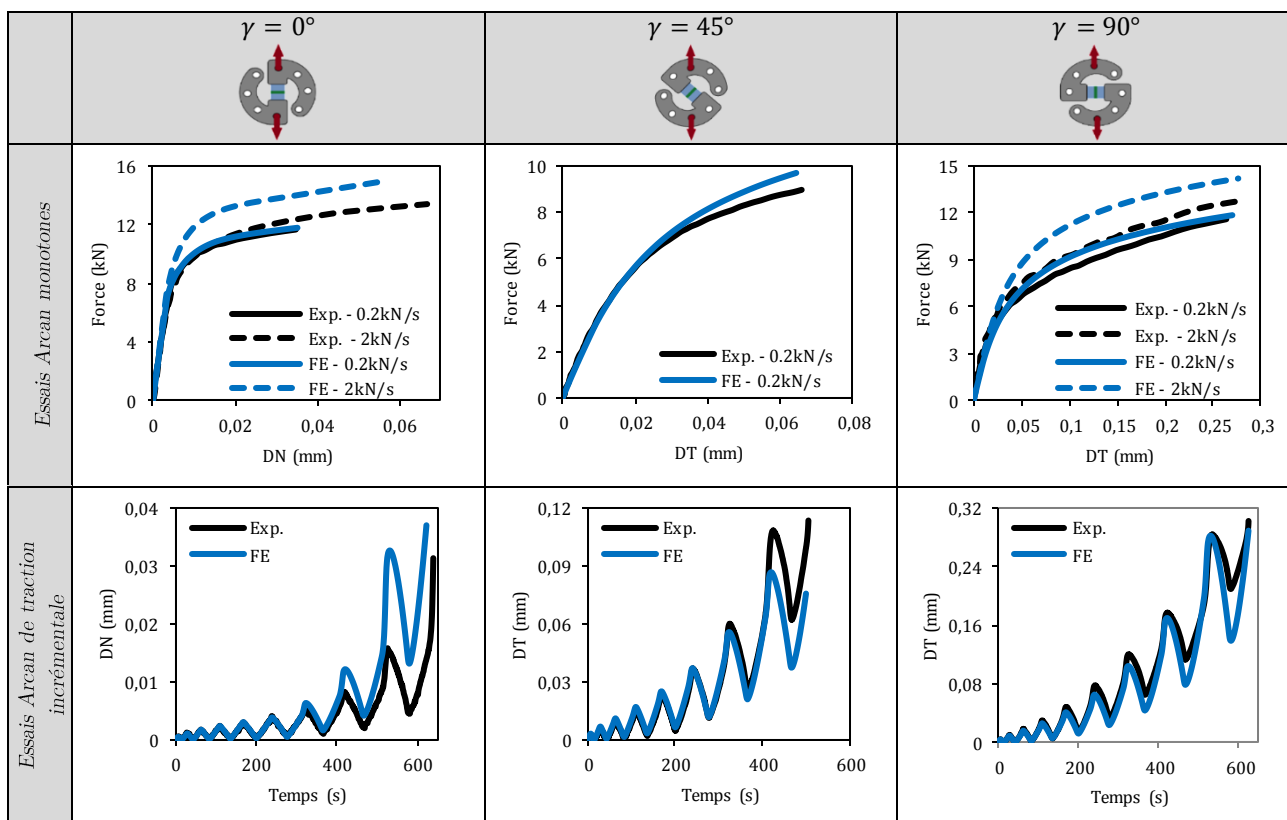 γ = 0°
γ = 45°
γ = 90°
Essais Arcan monotones
16
12
8
4
0
Force (kN)
Exp. - 0.2kN/s
Exp. - 2kN/s
FE - 0.2kN/s
FE - 2kN/s
0 0,02 0,04 0,06
DN (mm)
10
8
6
4
2
0
Force (kN)
Exp. - 0.2kN/s
FE - 0.2kN/s
0 0,02 0,04 0,06 0,08
DT (mm)
15
12
9
6
3
0
Force (kN)
Exp. - 0.2kN/s
Exp. - 2kN/s
FE - 0.2kN/s
FE - 2kN/s
0 0,05 0,1 0,15 0,2 0,25 0,3
DT (mm)
Essais Arcan de traction
incrémentale
0,04
0,03
0,02
0,01
0
DN (mm)
Exp.
FE
0 200 400 600
Temps (s)
0,12
0,09
0,06
0,03
0
DT (mm)
Exp.
FE
0 200 400 600
Temps (s)
0,32
0,24
0,16
0,08
0
DT (mm)
Exp.
FE
0 200 400 600
Temps (s)